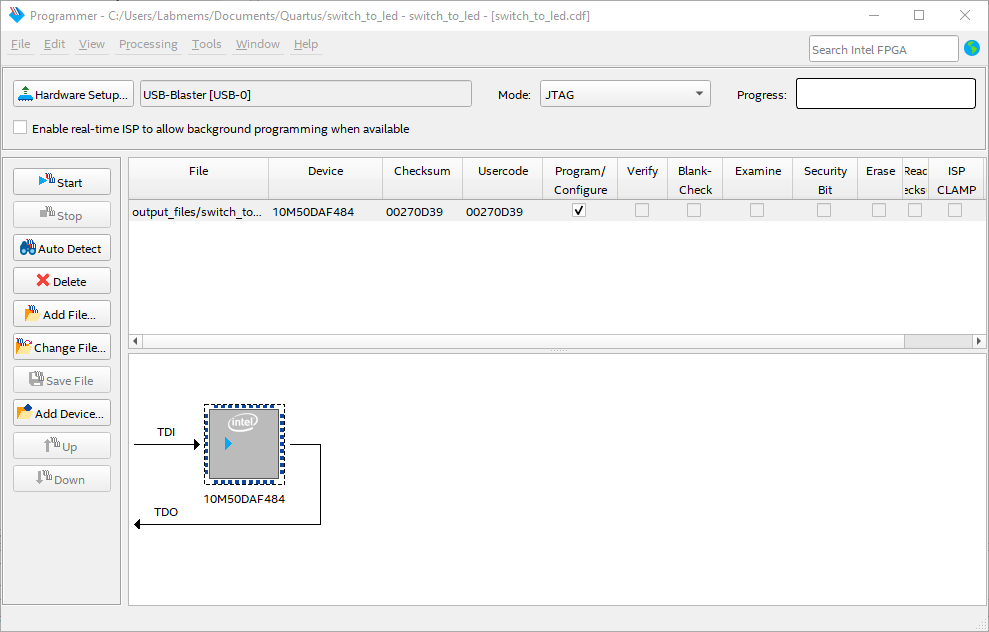 Programmer - C:/Users/Labmems/Documents/Quartus/switch_to_led - switch_to_led - [switch_to_led.cdf]
File Edit View Processing Tools Window Help
Search Intel FPGA
Hardware Setup... USB-Blaster [USB-0] Mode: JTAG Progress:
Enable real-time ISP to allow background programming when available
Start
Stop
Auto Detect
Delete
Add File...
Change File...
Save File
Add Device...
Up
Down
File Device Checksum Usercode Program/ Verify Blank- Examine Security Erase ISP
Configure Check Bit CLAMP
output_files/switch_to... 10M50DAF484 00270D39 00270D39
TDI
intel
10M50DAF484
TDO